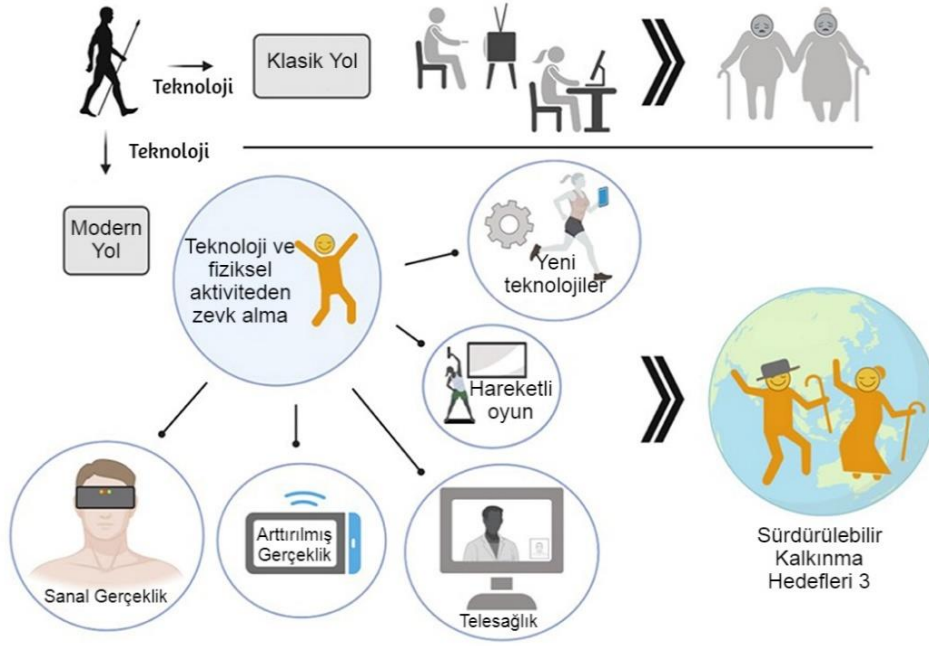 Teknoloji
Klasik Yol
Teknoloji
Modern
Yol
Teknoloji ve
fiziksel
aktiviteden
zevk alma
Yeni
teknolojiler
Hareketli
oyun
Sanal Gerçeklik
Arttırılmış
Gerçeklik
Telesağlık
Sürdürülebilir
Kalkınma
Hedefleri 3